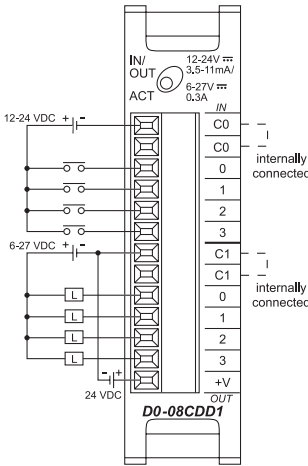 IN/
OUT
12-24V ⎓
3.5-11mA/
ACT
6-27V ⎓
0.3A
IN
12-24 VDC + -
C0
C0
internally
connected
0
1
2
3
6-27 VDC + -
C1
C1
internally
connected
L 0
L 1
L 2
L 3
- +
24 VDC
+V
OUT
D0-08CDD1